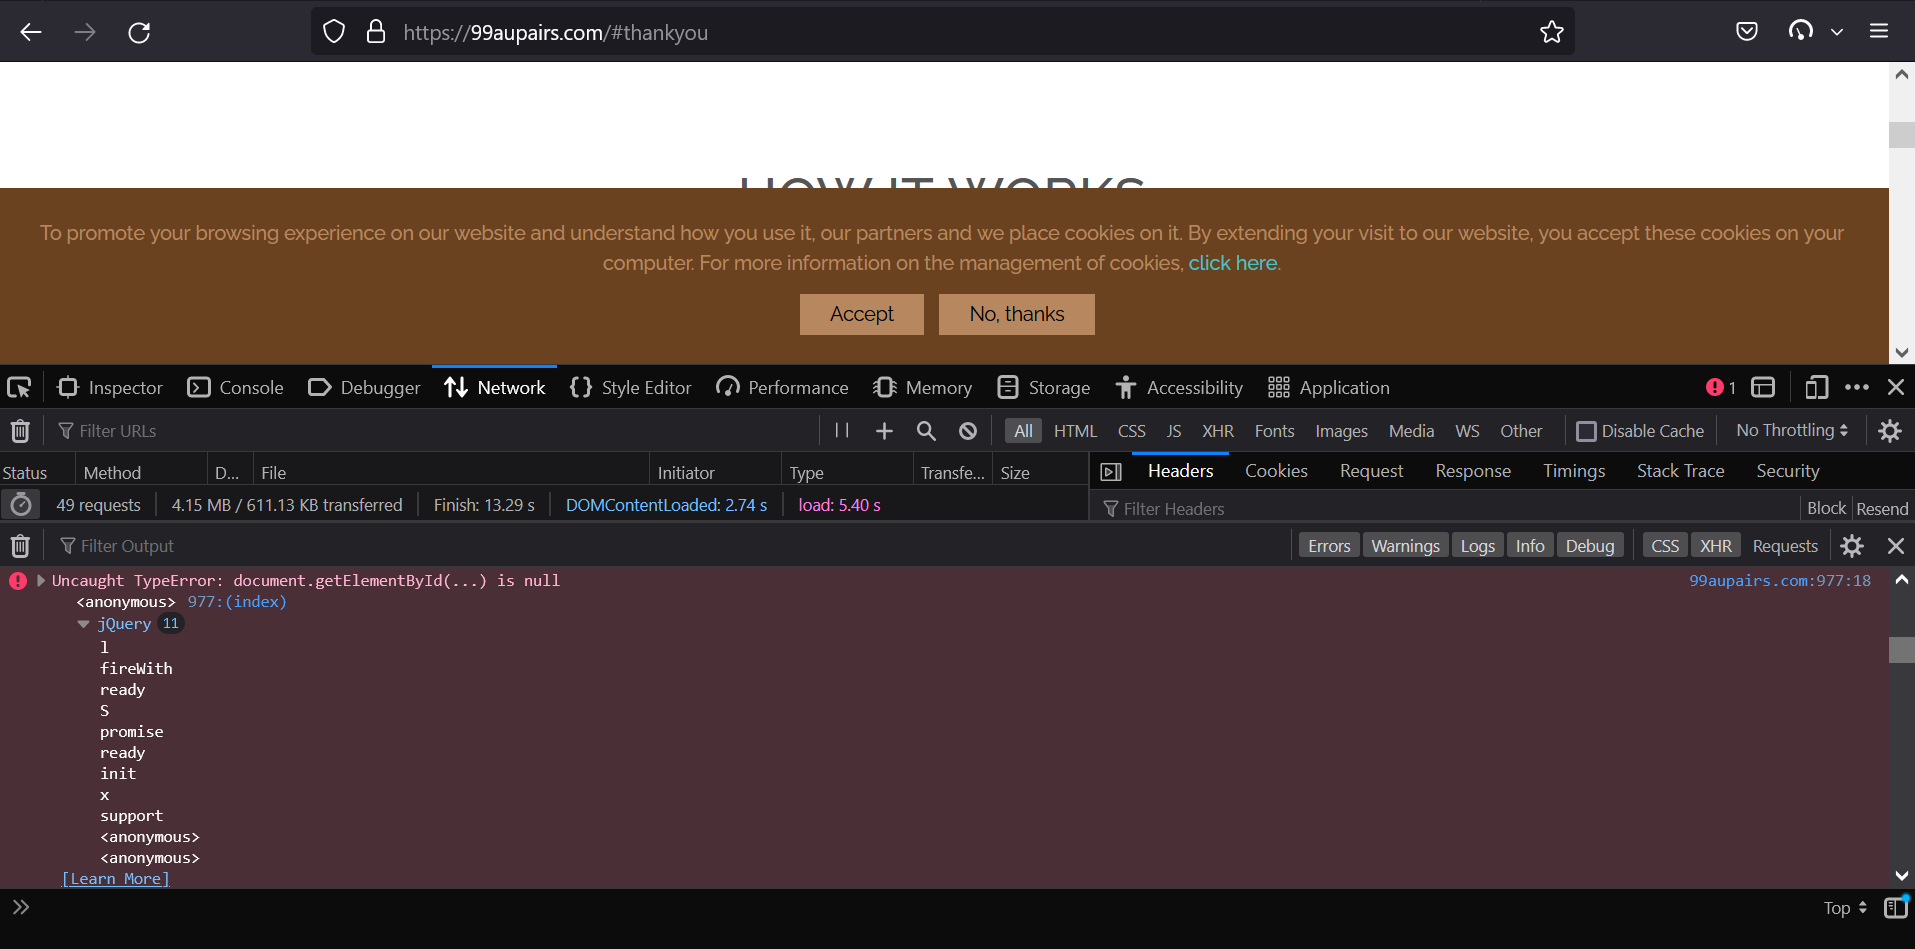 https://99aupairs.com/#thankyou
HOW IT WORKS
To promote your browsing experience on our website and understand how you use it, our partners and we place cookies on it. By extending your visit to our website, you accept these cookies on your
computer. For more information on the management of cookies, click here.
Accept No, thanks
Inspector Console Debugger Network Style Editor Performance Memory Storage Accessibility Application 1
Filter URLs All HTML CSS JS XHR Fonts Images Media WS Other Disable Cache No Throttling
Status Method D... File Initiator Type Transfe... Size Headers Cookies Request Response Timings Stack Trace Security
49 requests 4.15 MB / 611.13 KB transferred Finish: 13.29 s DOMContentLoaded: 2.74 s load: 5.40 s Filter Headers Block Resend
Filter Output Errors Warnings Logs Info Debug CSS XHR Requests
Uncaught TypeError: document.getElementById(...) is null 99aupairs.com:977:18
<anonymous> 977:(index)
jQuery 11
l
fireWith
ready
S
promise
ready
init
x
support
<anonymous>
<anonymous>
[Learn More]
Top